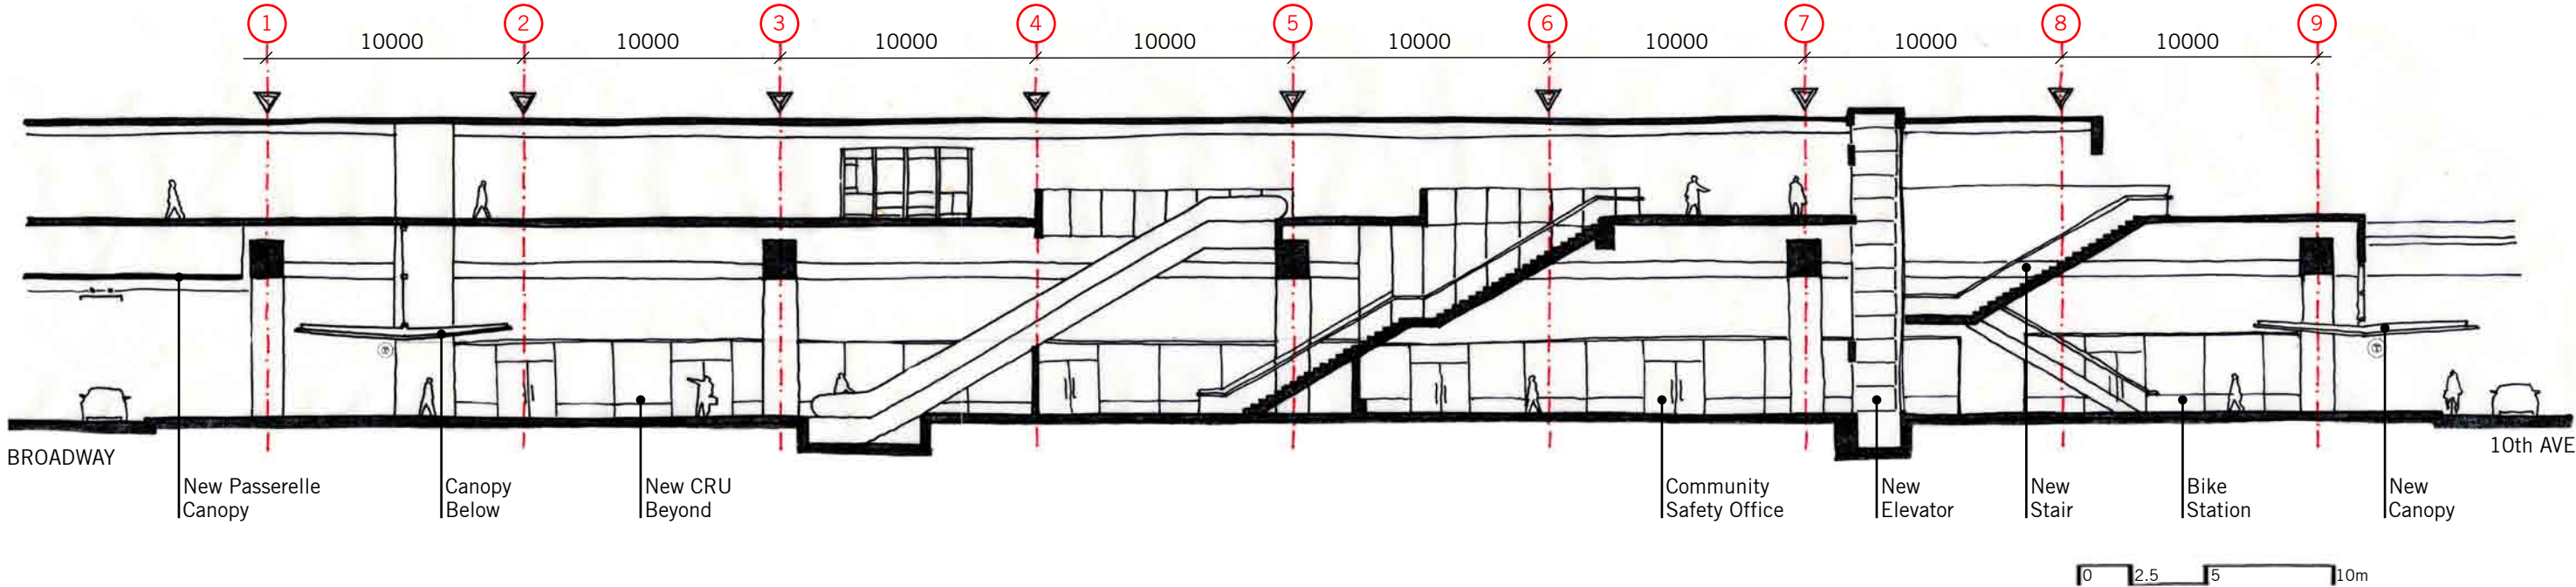 1 2 3 4 5 6 7 8 9
10000 10000 10000 10000 10000 10000 10000 10000
BROADWAY
10th AVE
New Passerelle
Canopy
Canopy
Below
New CRU
Beyond
Community
Safety Office
New
Elevator
New
Stair
Bike
Station
New
Canopy
0 2.5 5 10m